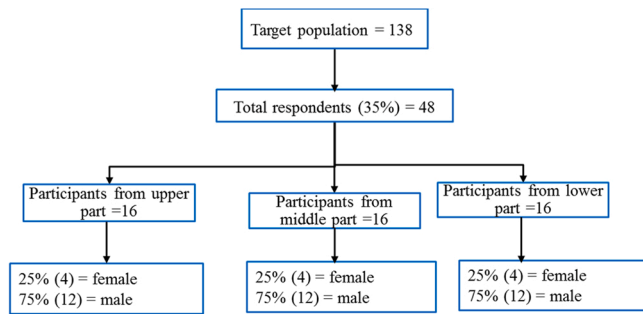 Target population = 138
Total respondents (35%) = 48
Participants from upper
part =16
Participants from
middle part =16
Participants from lower
part =16
25% (4) = female
75% (12) = male
25% (4) = female
75% (12) = male
25% (4) = female
75% (12) = male